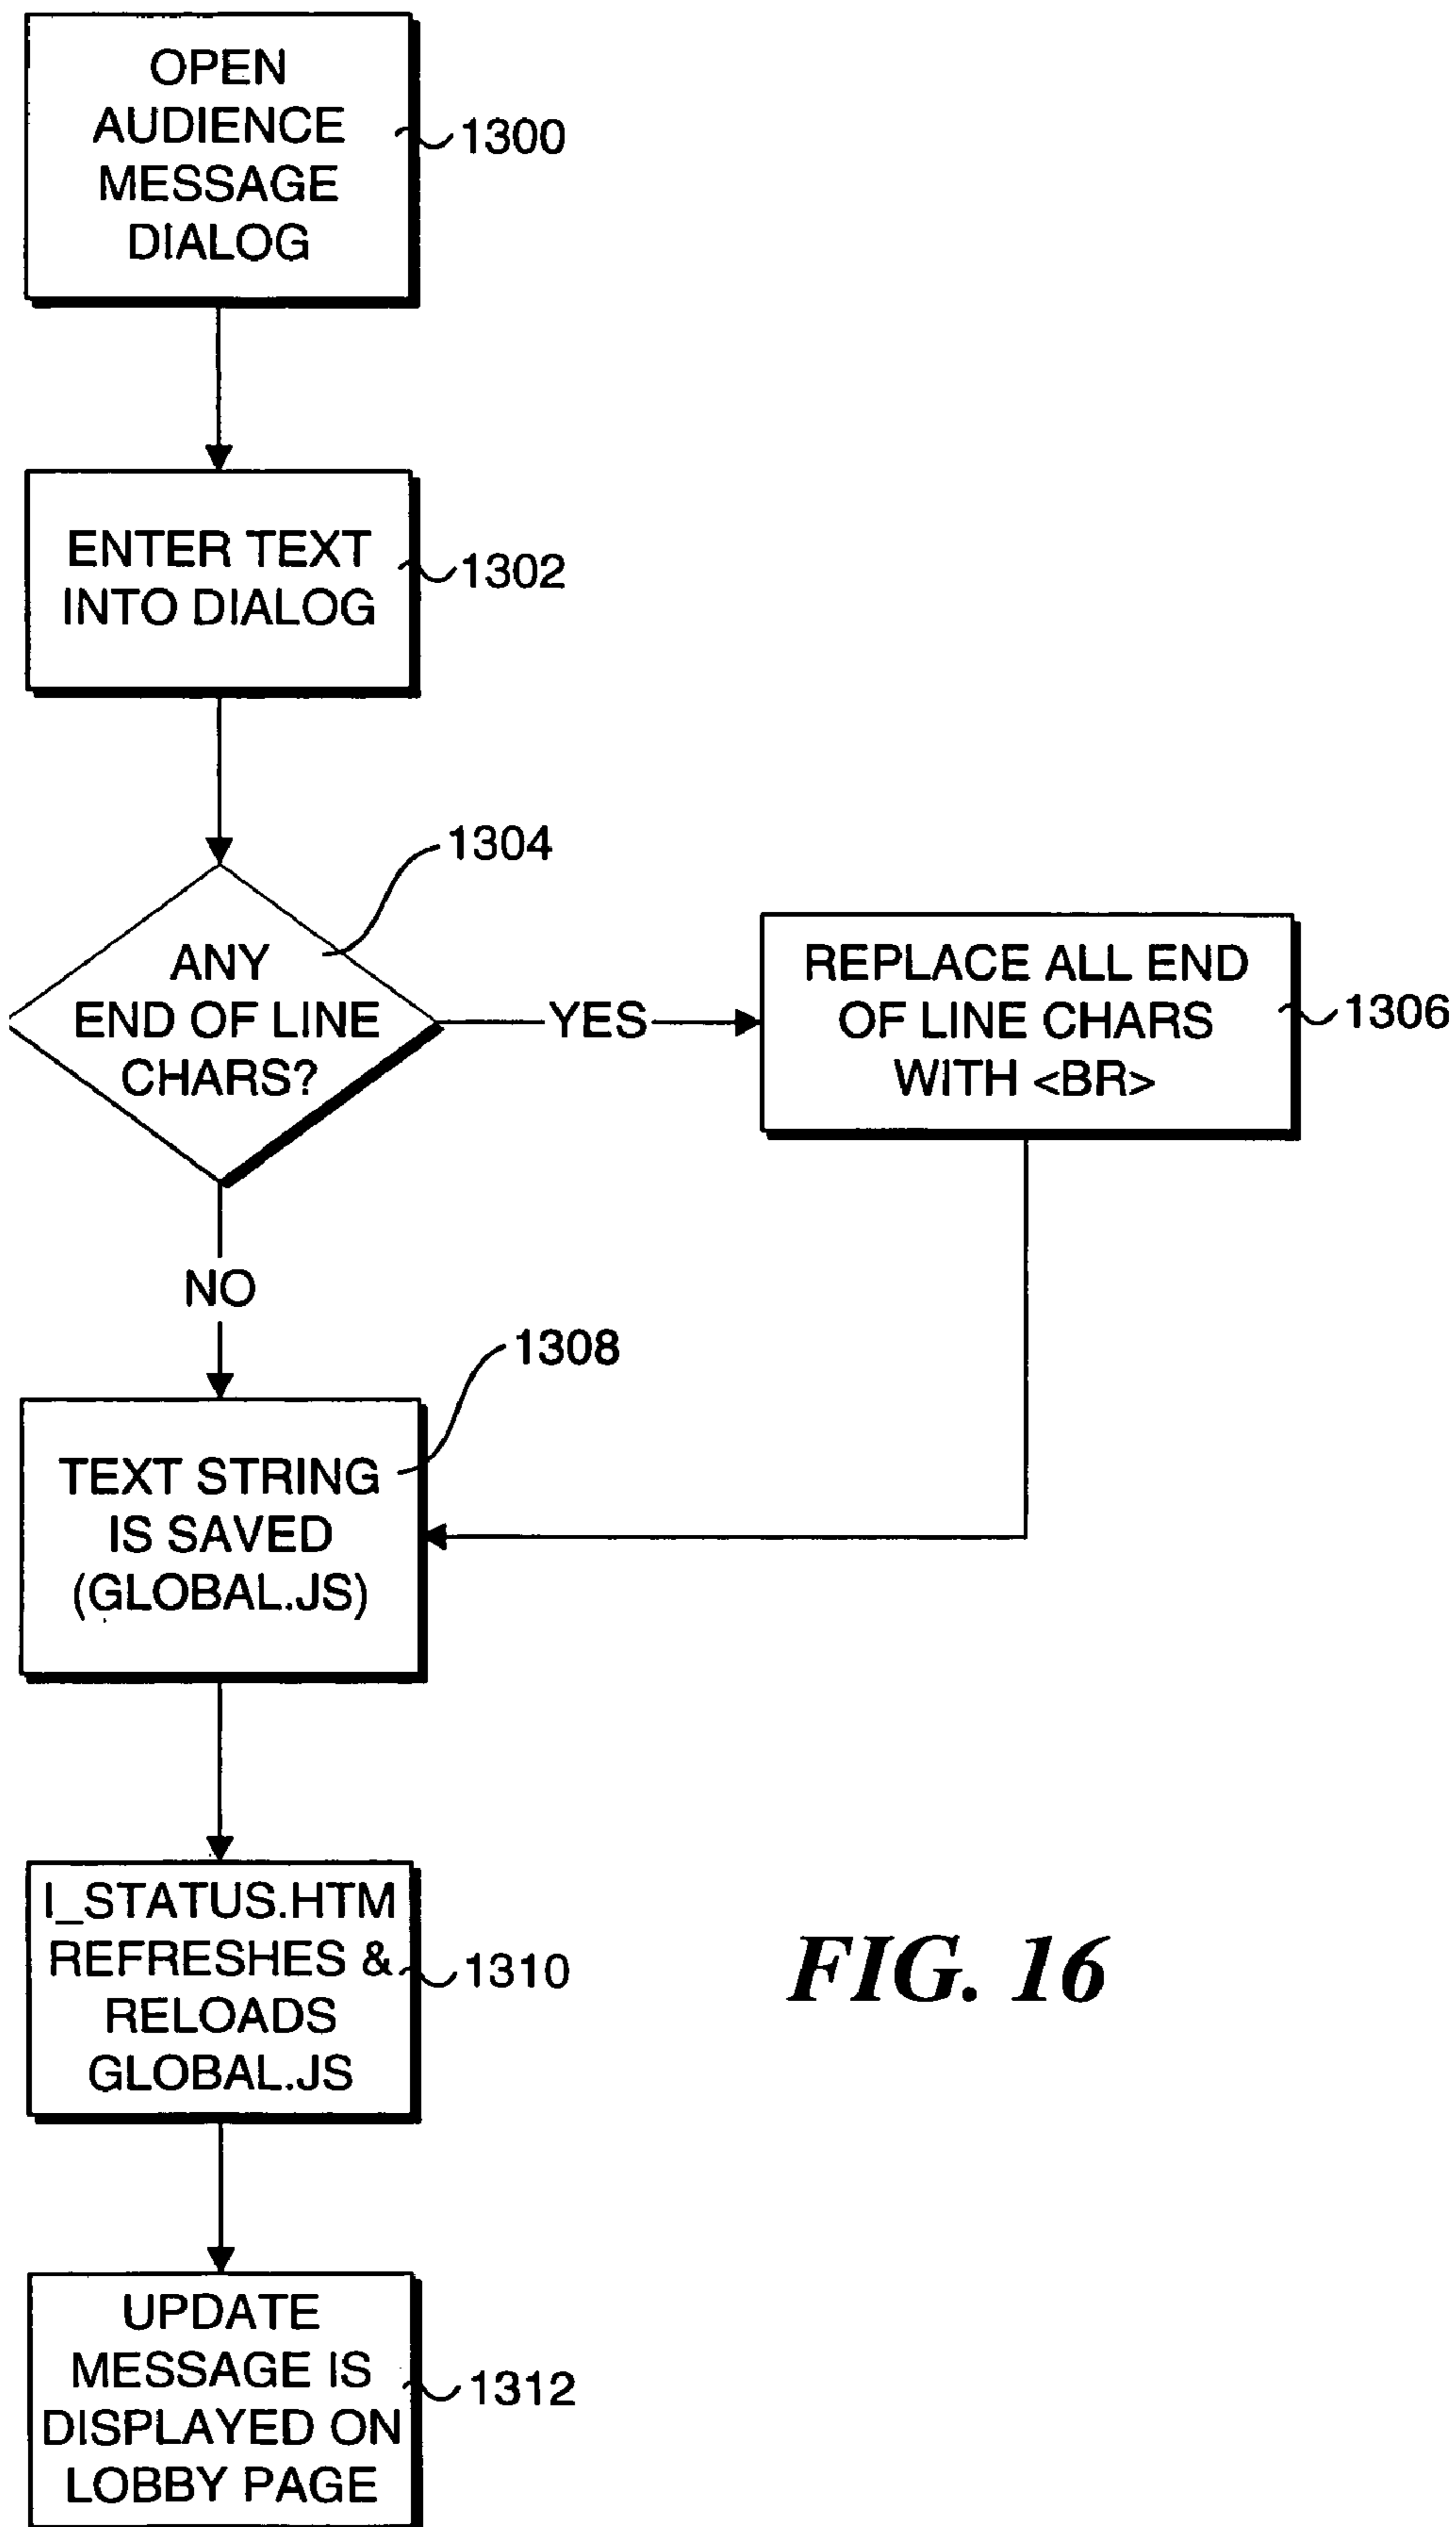 OPEN
AUDIENCE
MESSAGE
DIALOG
1300
ENTER TEXT
INTO DIALOG
1302
1304
ANY
END OF LINE
CHARS?
YES
REPLACE ALL END
OF LINE CHARS
WITH <BR>
1306
NO
1308
TEXT STRING
IS SAVED
(GLOBAL.JS)
I_STATUS.HTM
REFRESHES &
RELOADS
GLOBAL.JS
1310
FIG. 16
UPDATE
MESSAGE IS
DISPLAYED ON
LOBBY PAGE
1312